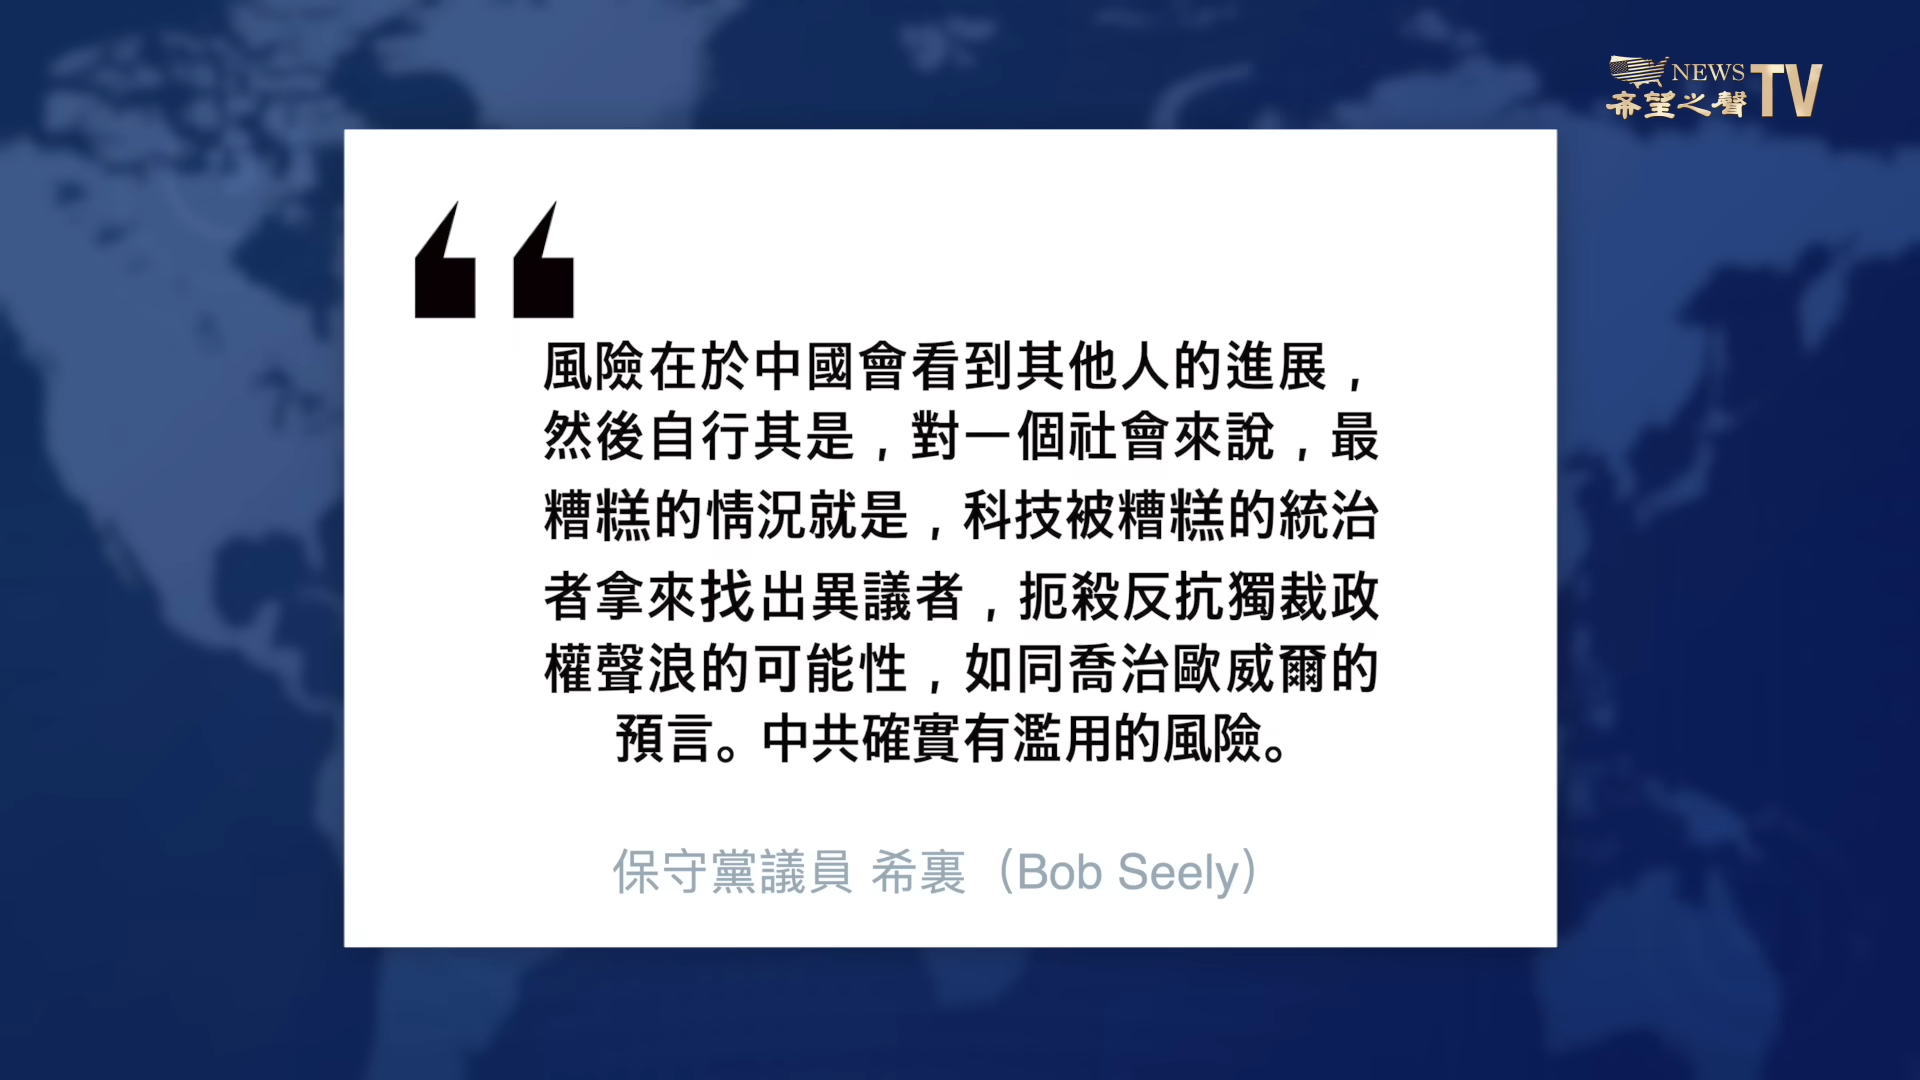 NEWS
希望之聲TV
風險在於中國會看到其他人的進展，
然後自行其是，對一個社會來說，最
糟糕的情況就是，科技被糟糕的統治
者拿來找出異議者，扼殺反抗獨裁政
權聲浪的可能性，如同喬治歐威爾的
預言。中共確實有濫用的風險。
保守黨議員 希裏（Bob Seely）